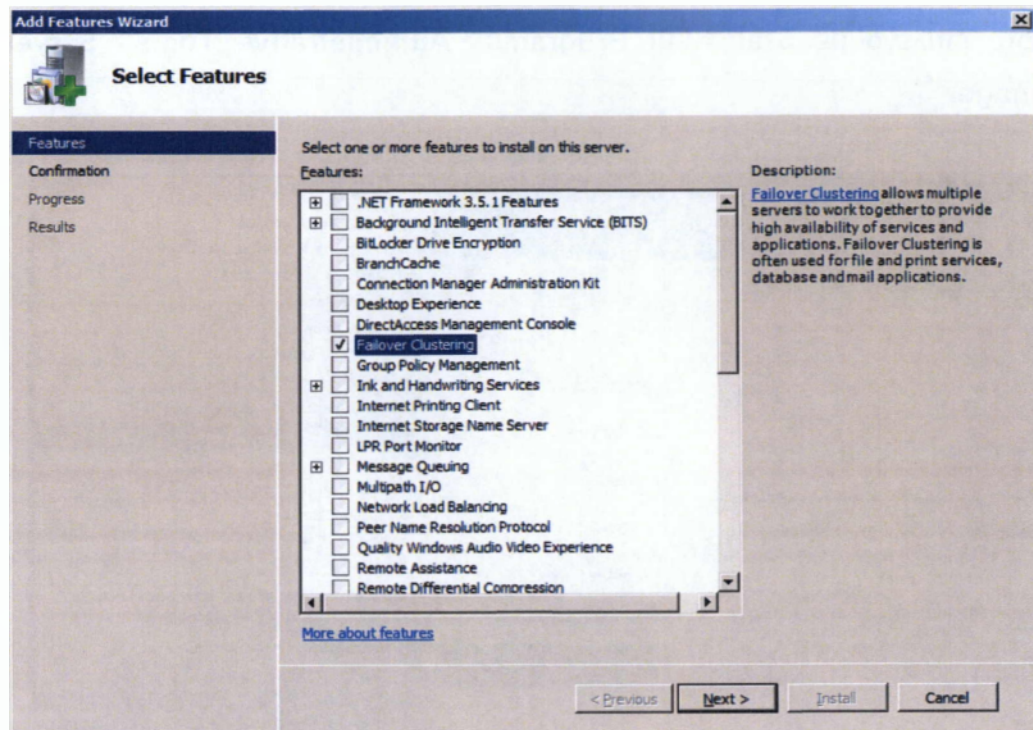 Add Features Wizard
Select Features
Features
Confirmation
Progress
Results
Select one or more features to install on this server.
Features:
.NET Framework 3.5.1 Features
Background Intelligent Transfer Service (BITS)
BitLocker Drive Encryption
BranchCache
Connection Manager Administration Kit
Desktop Experience
DirectAccess Management Console
Failover Clustering
Group Policy Management
Ink and Handwriting Services
Internet Printing Client
Internet Storage Name Server
LPR Port Monitor
Message Queuing
Multipath I/O
Network Load Balancing
Peer Name Resolution Protocol
Quality Windows Audio Video Experience
Remote Assistance
Remote Differential Compression
More about features
Description:
Failover Clustering allows multiple
servers to work together to provide
high availability of services and
applications. Failover Clustering is
often used for file and print services,
database and mail applications.
< Previous
Next >
Install
Cancel